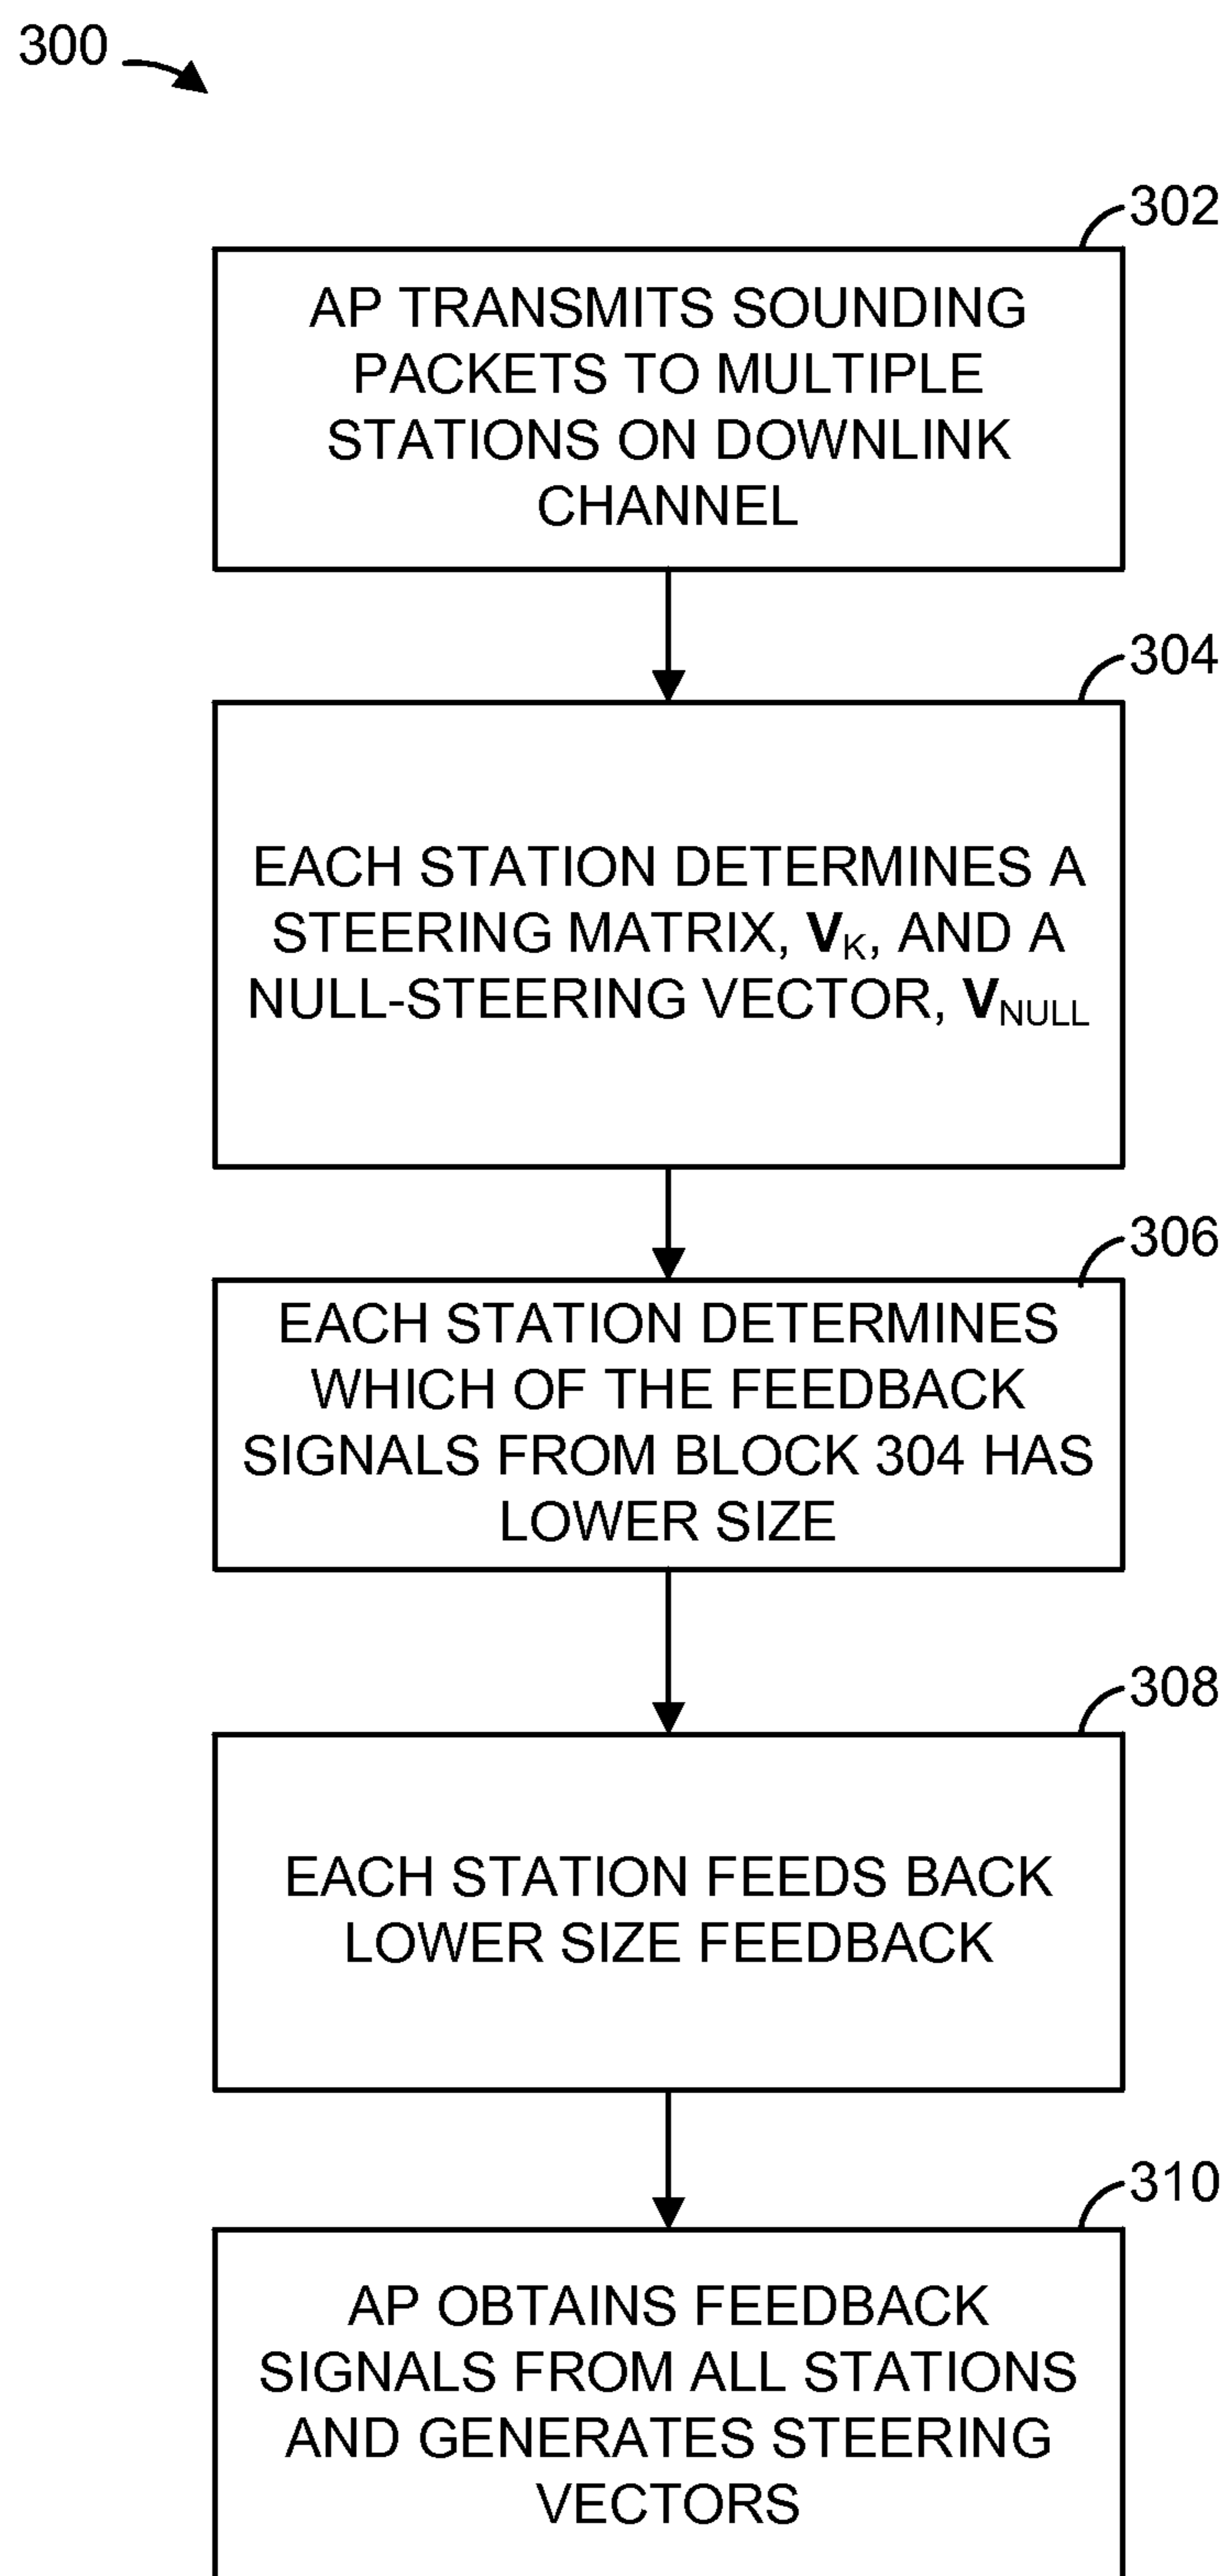 300
302
AP TRANSMITS SOUNDING
PACKETS TO MULTIPLE
STATIONS ON DOWNLINK
CHANNEL
304
EACH STATION DETERMINES A
STEERING MATRIX, VK, AND A
NULL-STEERING VECTOR, VNULL
306
EACH STATION DETERMINES
WHICH OF THE FEEDBACK
SIGNALS FROM BLOCK 304 HAS
LOWER SIZE
308
EACH STATION FEEDS BACK
LOWER SIZE FEEDBACK
310
AP OBTAINS FEEDBACK
SIGNALS FROM ALL STATIONS
AND GENERATES STEERING
VECTORS